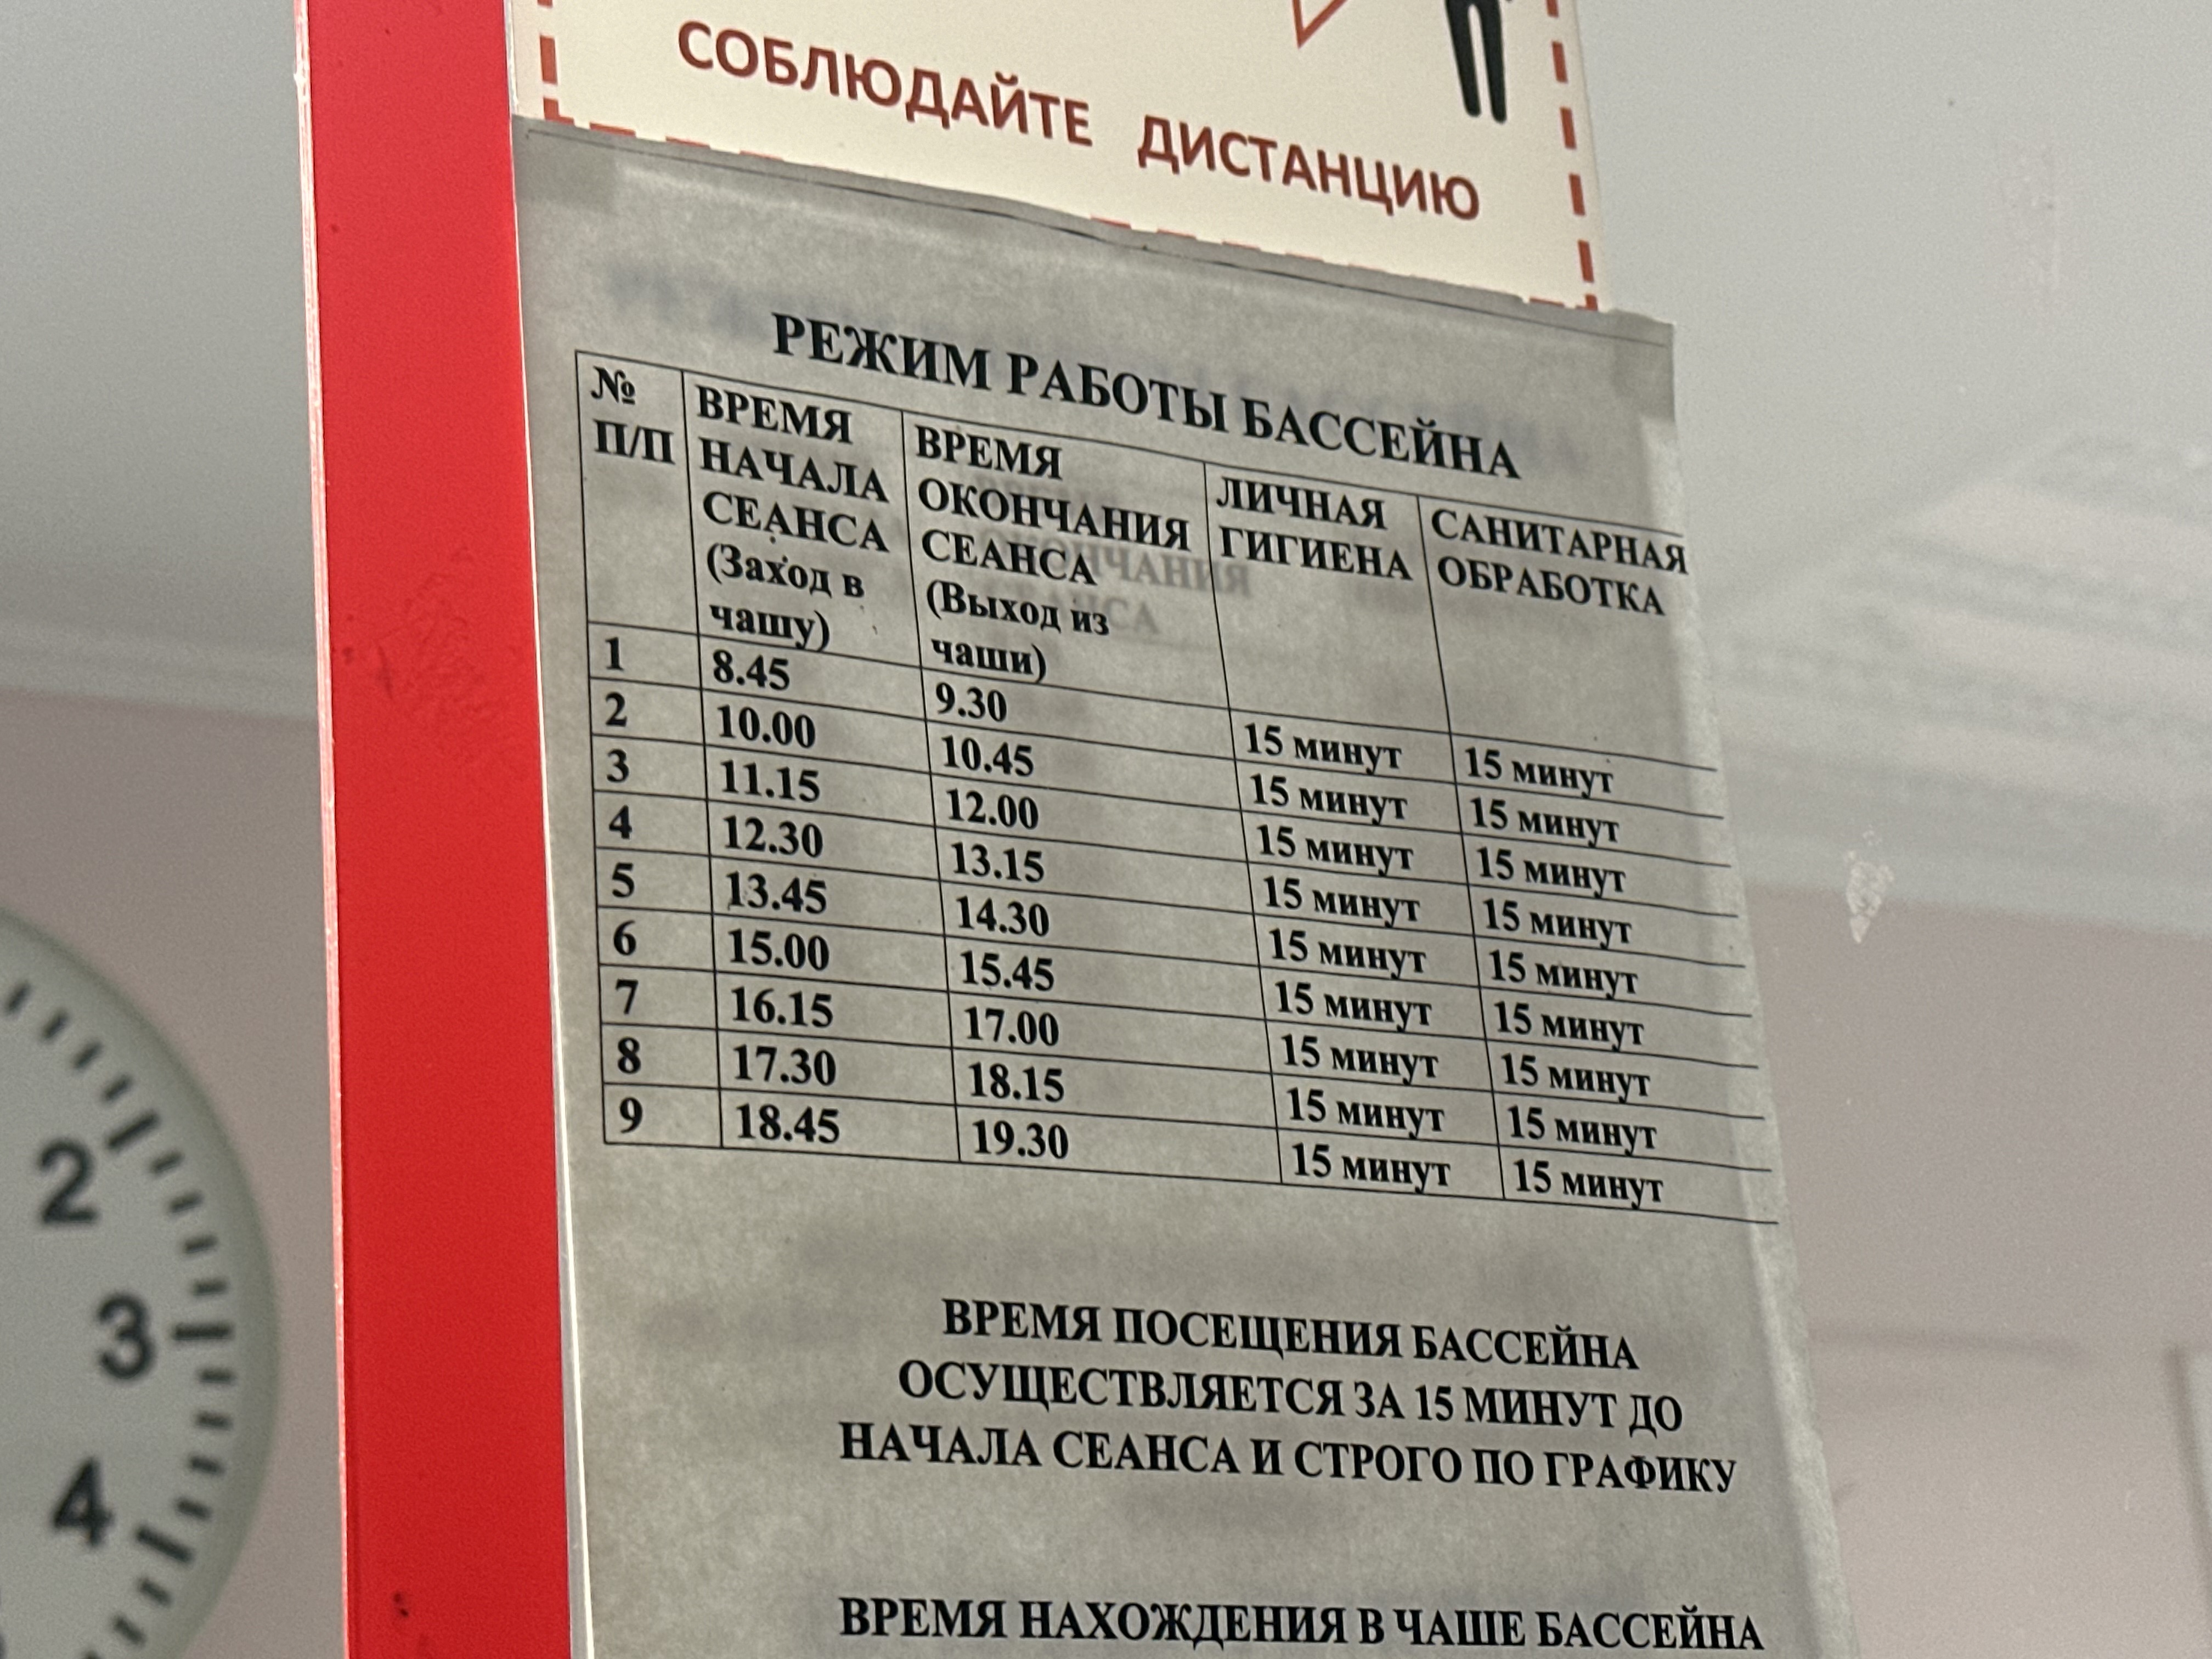 СОБЛЮДАЙТЕ ДИСТАНЦИЮ
РЕЖИМ РАБОТЫ БАССЕЙНА
№ П/П ВРЕМЯ НАЧАЛА СЕАНСА (Заход в чашу) ВРЕМЯ ОКОНЧАНИЯ СЕАНСА (Выход из чаши) ЛИЧНАЯ ГИГИЕНА САНИТАРНАЯ ОБРАБОТКА
1 8.45 9.30 15 минут 15 минут
2 10.00 10.45 15 минут 15 минут
3 11.15 12.00 15 минут 15 минут
4 12.30 13.15 15 минут 15 минут
5 13.45 14.30 15 минут 15 минут
6 15.00 15.45 15 минут 15 минут
7 16.15 17.00 15 минут 15 минут
8 17.30 18.15 15 минут 15 минут
9 18.45 19.30 15 минут 15 минут
ВРЕМЯ ПОСЕЩЕНИЯ БАССЕЙНА
ОСУЩЕСТВЛЯЕТСЯ ЗА 15 МИНУТ ДО
НАЧАЛА СЕАНСА И СТРОГО ПО ГРАФИКУ
ВРЕМЯ НАХОЖДЕНИЯ В ЧАШЕ БАССЕЙНА
2
3
4